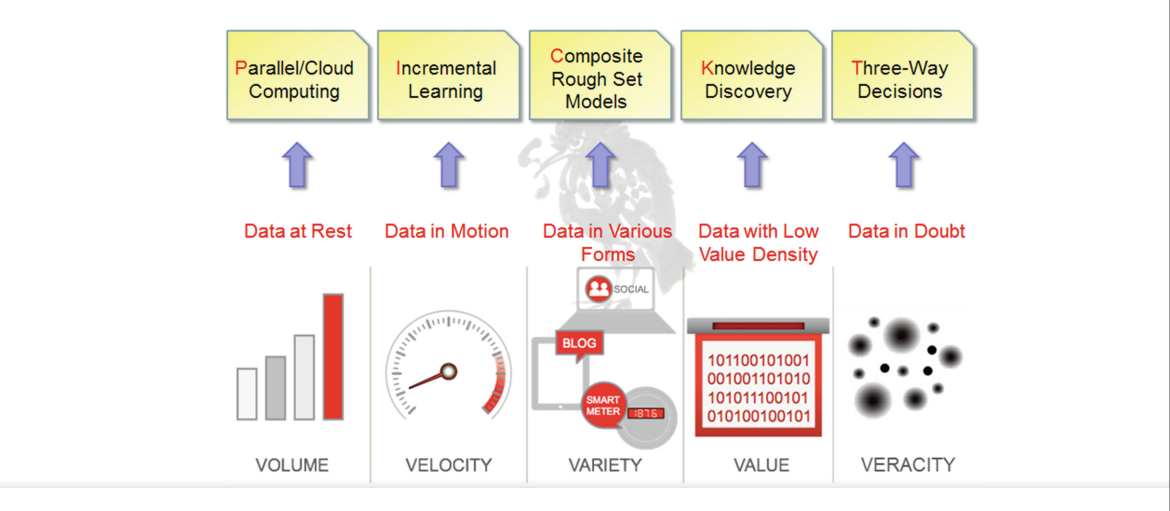 Parallel/Cloud
Computing
Incremental
Learning
Composite
Rough Set
Models
Knowledge
Discovery
Three-Way
Decisions
Data at Rest
Data in Motion
Data in Various
Forms
Data with Low
Value Density
Data in Doubt
SOCIAL
BLOG
SMART
METER
187.6
101100101001
001001101010
101011100101
010100100101
VOLUME
VELOCITY
VARIETY
VALUE
VERACITY